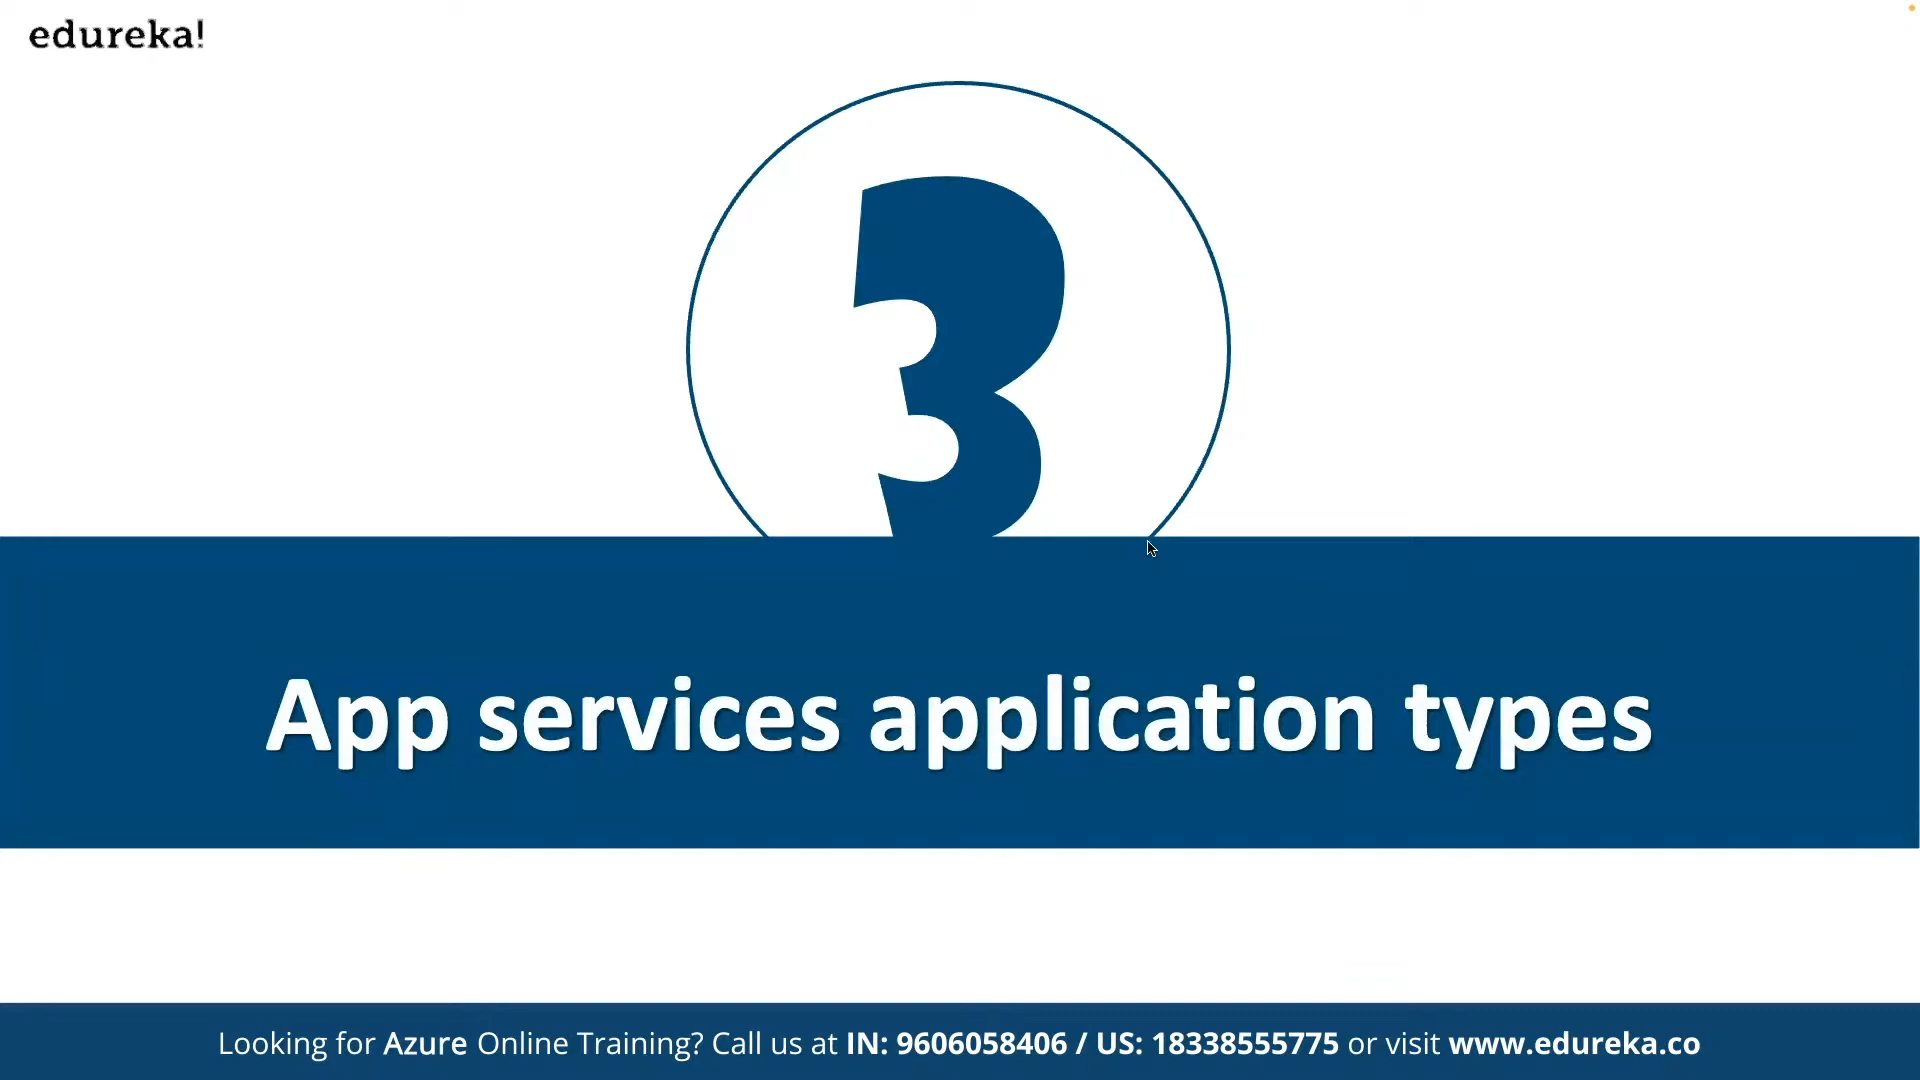 edureka!
3
App services application types
Looking for Azure Online Training? Call us at IN: 9606058406 / US: 18338555775 or visit www.edureka.co